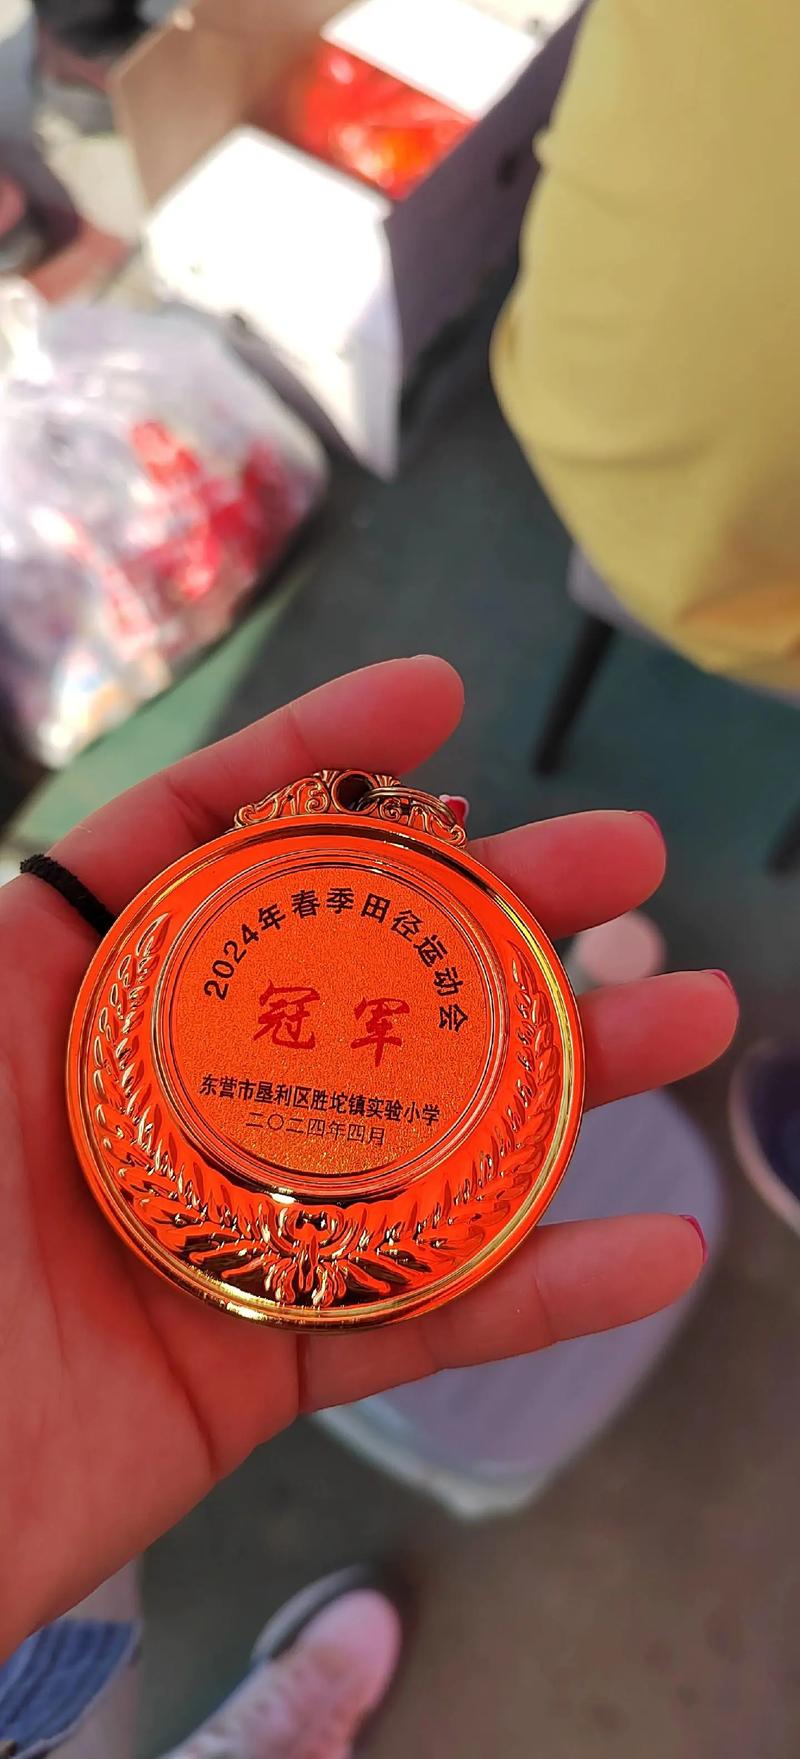 2024年春季田径运动会
冠军
东营市垦利区胜坨镇实验小学
二〇二四年四月